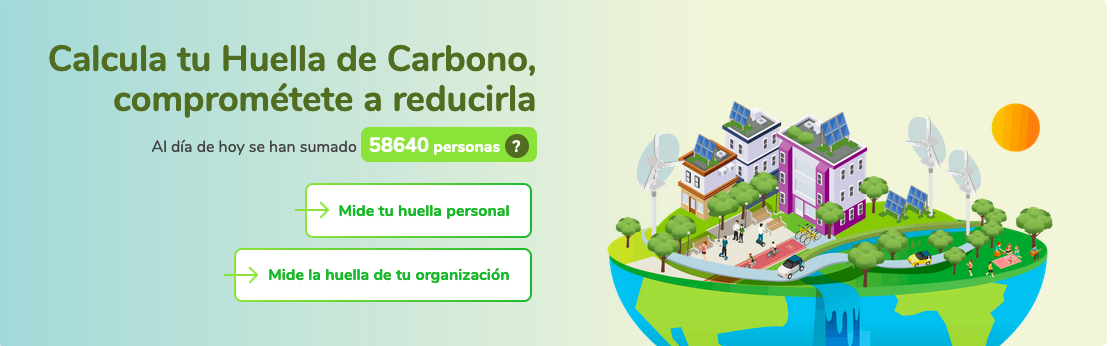 Calcula tu Huella de Carbono,
comprométete a reducirla
Al día de hoy se han sumado 58640 personas ?
Mide tu huella personal
Mide la huella de tu organización